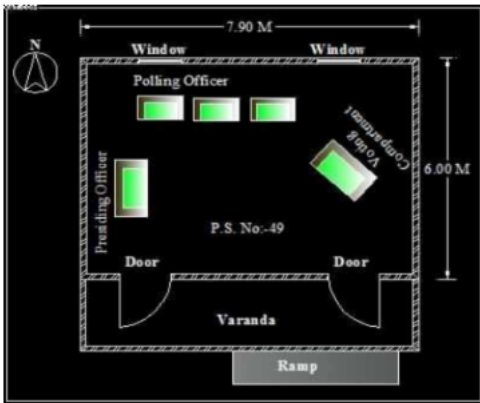 7.90 M
N
Window Window
Polling Officer
Voting
Compartment
6.00 M
Presiding Officer
P.S. No:-49
Door Door
Varanda
Ramp